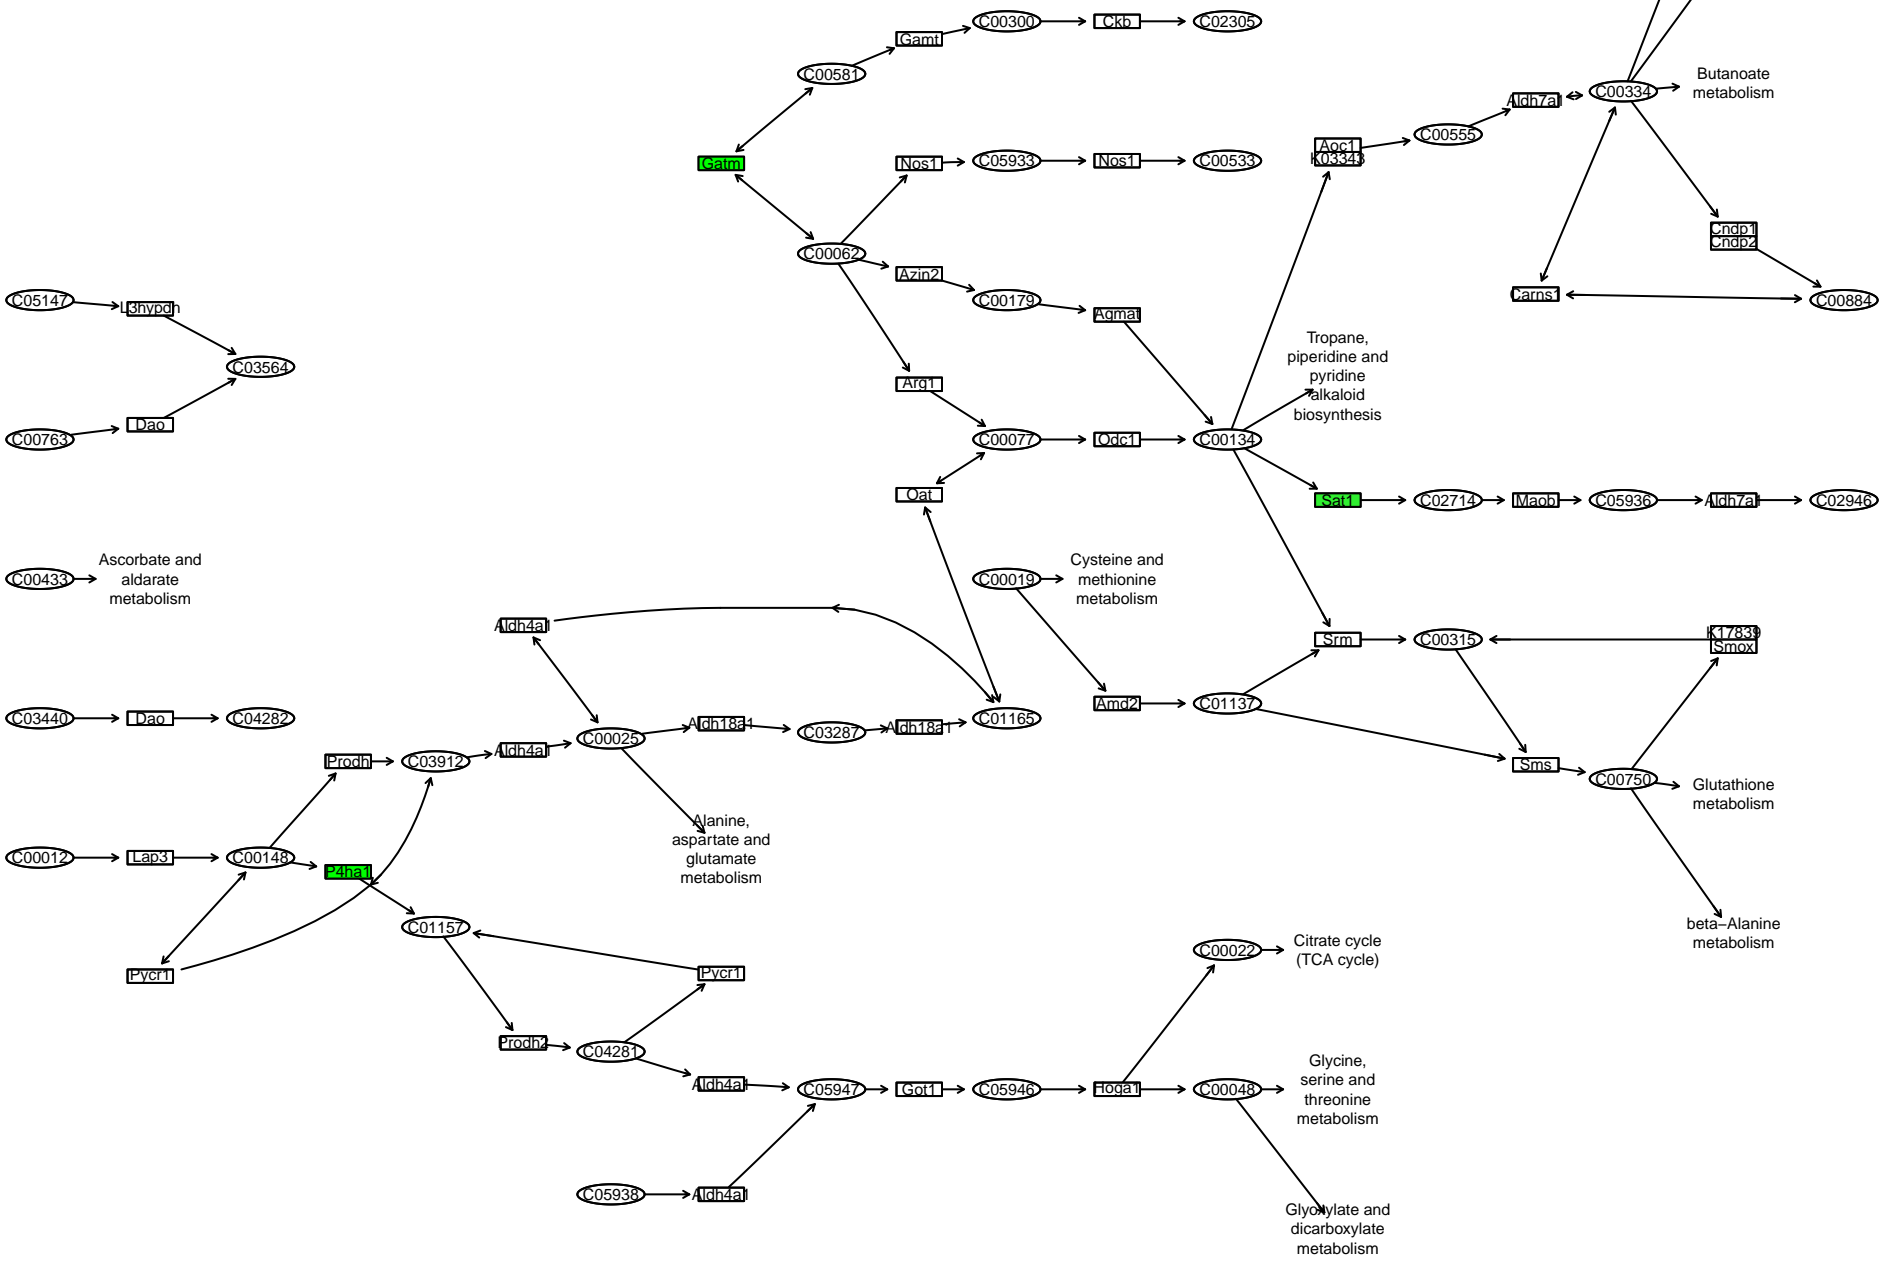 C00300
Ckb
C02305
Gamt
C00581
C00334
Butanoate
metabolism
Aldh7a1
C00555
Aoc1
K03343
Gatm
Nos1
C05933
Nos1
C00533
Cndp1
Cndp2
C00062
Azin2
C00179
Agmat
Carns1
C00884
C05147
L3hypdh
C03564
Tropane,
piperidine and
pyridine
alkaloid
biosynthesis
Arg1
C00763
Dao
C00077
Odc1
C00134
Oat
Sat1
C02714
Maob
C05936
Aldh7a1
C02946
C00433
Ascorbate and
aldarate
metabolism
C00019
Cysteine and
methionine
metabolism
Aldh4a1
Srm
C00315
K17839
Smox
C03440
Dao
C04282
Amd2
C01137
C00025
Aldh18a1
C03287
Aldh18a1
C01165
Prodh
C03912
Aldh4a1
Sms
C00750
Glutathione
metabolism
Alanine,
aspartate and
glutamate
metabolism
C00012
Lap3
C00148
P4ha1
C01157
beta−Alanine
metabolism
Pycr1
Pycr1
C00022
Citrate cycle
(TCA cycle)
Prodh2
C04281
Aldh4a1
C05947
Got1
C05946
Hoga1
C00048
Glycine,
serine and
threonine
metabolism
C05938
Aldh4a1
Glyoxylate and
dicarboxylate
metabolism